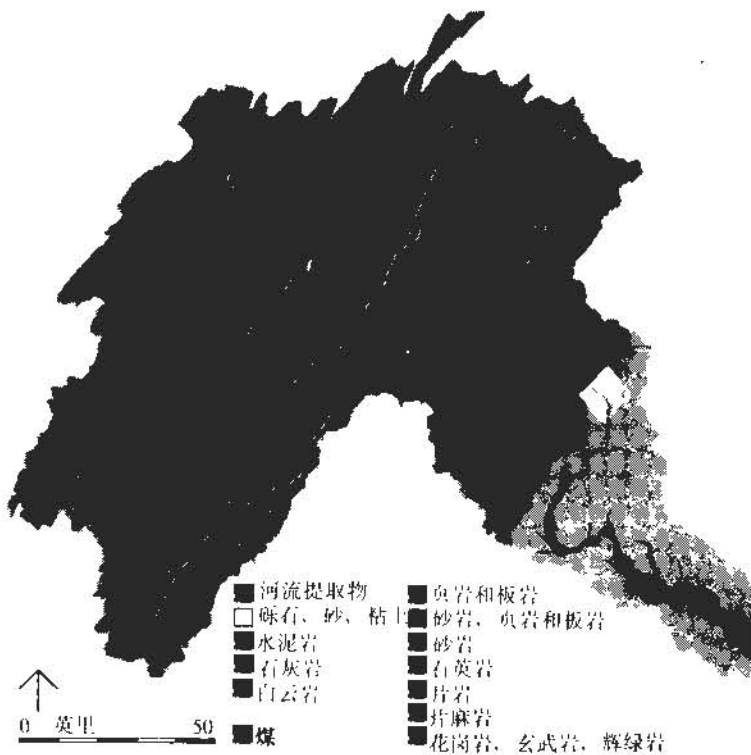 河流提取物
砾石、砂、粘土
水泥岩
石灰岩
白云岩
煤
页岩和板岩
砂岩、页岩和板岩
砂岩
石英岩
片岩
片麻岩
花岗岩、玄武岩、辉绿岩
0 英里 50